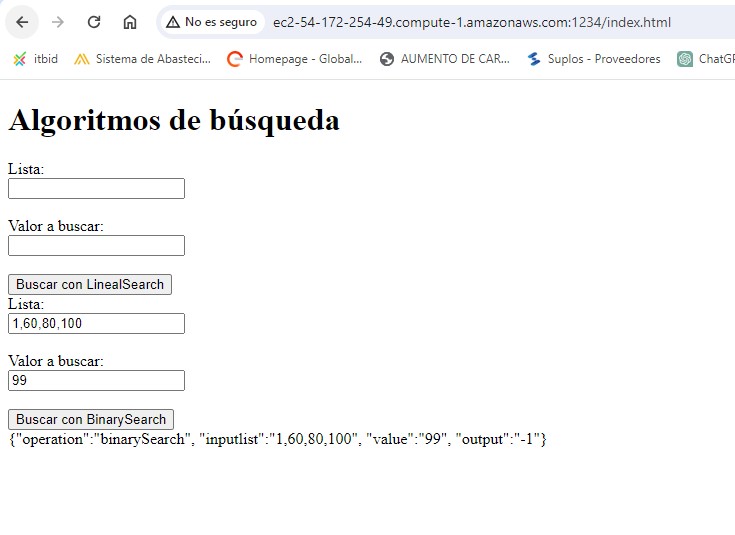 No es seguro ec2-54-172-254-49.compute-1.amazonaws.com:1234/index.html
itbid Sistema de Abasteci... Homepage - Global... AUMENTO DE CAR... Suplos - Proveedores ChatGP
Algoritmos de búsqueda
Lista:
Valor a buscar:
Buscar con LinealSearch
Lista:
1,60,80,100
Valor a buscar:
99
Buscar con BinarySearch
{"operation":"binarySearch", "inputlist":"1,60,80,100", "value":"99", "output":"-1"}